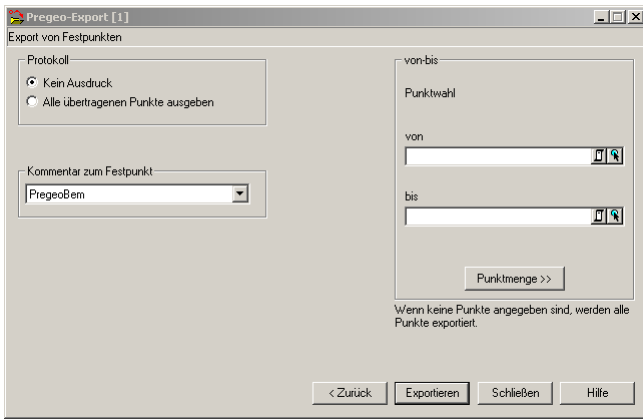 Pregeo-Export [1]
Export von Festpunkten
Protokoll
Kein Ausdruck
Alle übertragenen Punkte ausgeben
Kommentar zum Festpunkt
PregeoBem
von-bis
Punktwahl
von
bis
Punktmenge >>
Wenn keine Punkte angegeben sind, werden alle
Punkte exportiert.
< Zurück
Exportieren
Schließen
Hilfe